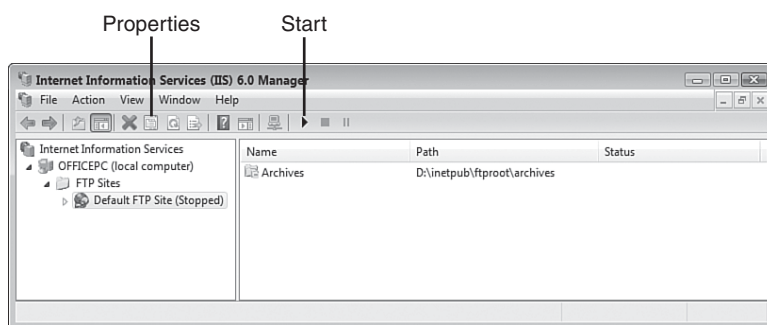 Properties Start
Internet Information Services (IIS) 6.0 Manager
File Action View Window Help
Internet Information Services
OFFICEPC (local computer)
FTP Sites
Default FTP Site (Stopped)
Name Path Status
Archives D:\inetpub\ftproot\archives